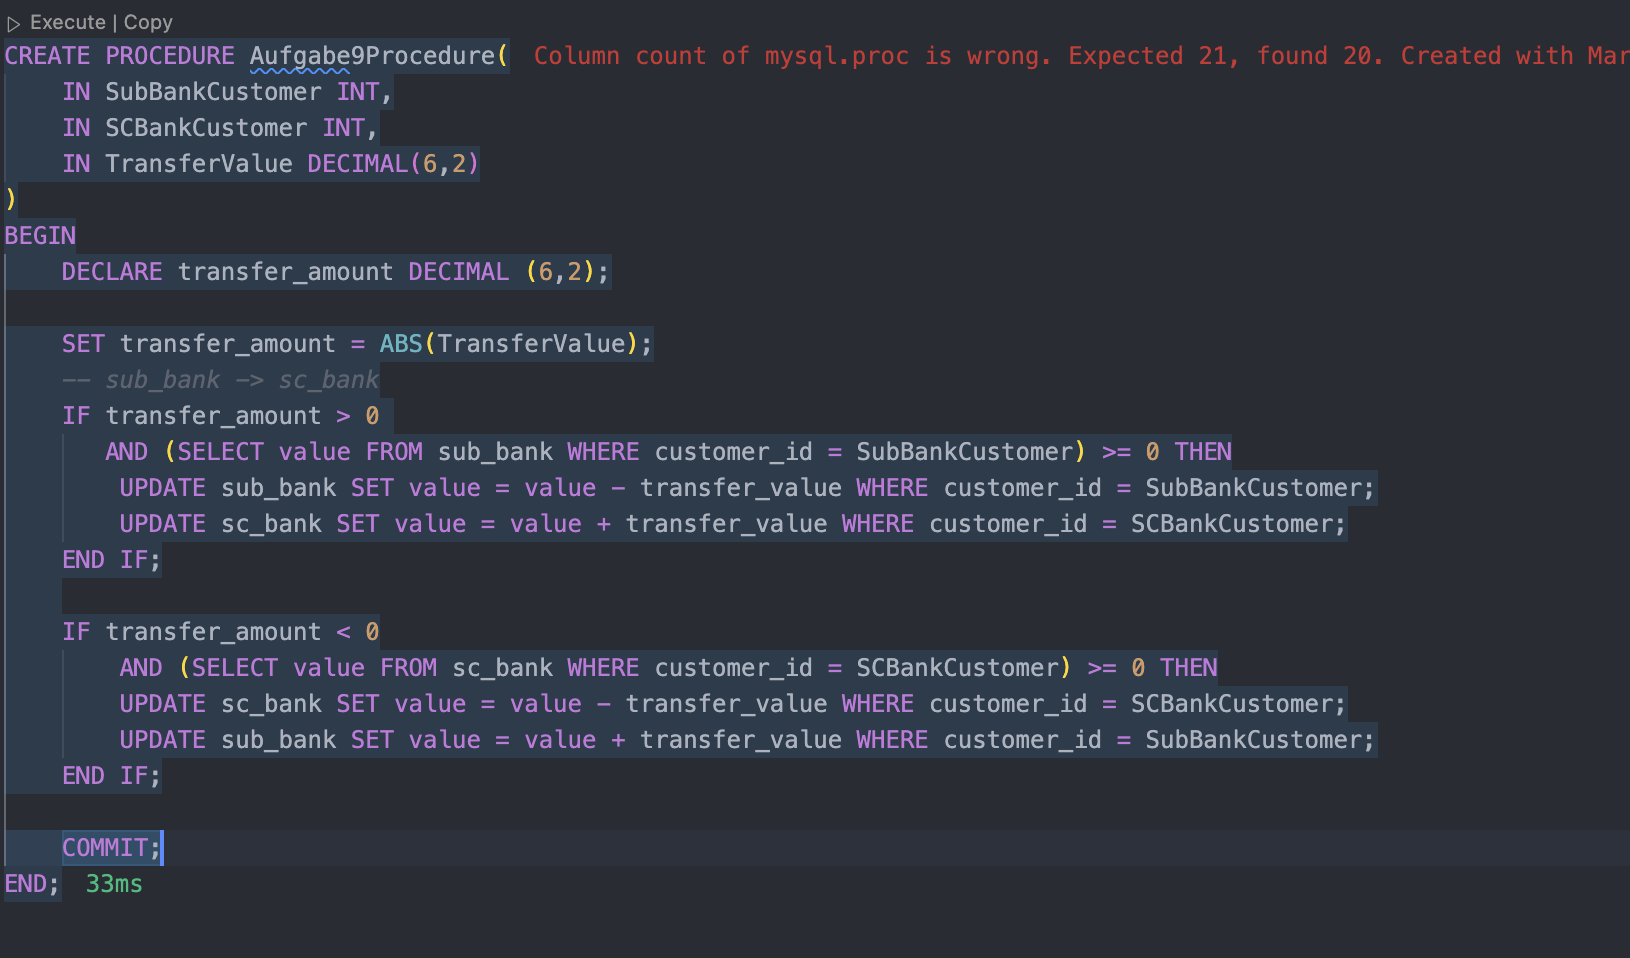 Execute | Copy
CREATE PROCEDURE Aufgabe9Procedure( Column count of mysql.proc is wrong. Expected 21, found 20. Created with Mar
IN SubBankCustomer INT,
IN SCBankCustomer INT,
IN TransferValue DECIMAL(6,2)
)
BEGIN
DECLARE transfer_amount DECIMAL (6,2);
SET transfer_amount = ABS(TransferValue);
-- sub_bank -> sc_bank
IF transfer_amount > 0
AND (SELECT value FROM sub_bank WHERE customer_id = SubBankCustomer) >= 0 THEN
UPDATE sub_bank SET value = value - transfer_value WHERE customer_id = SubBankCustomer;
UPDATE sc_bank SET value = value + transfer_value WHERE customer_id = SCBankCustomer;
END IF;
IF transfer_amount < 0
AND (SELECT value FROM sc_bank WHERE customer_id = SCBankCustomer) >= 0 THEN
UPDATE sc_bank SET value = value - transfer_value WHERE customer_id = SCBankCustomer;
UPDATE sub_bank SET value = value + transfer_value WHERE customer_id = SubBankCustomer;
END IF;
COMMIT;
END; 33ms